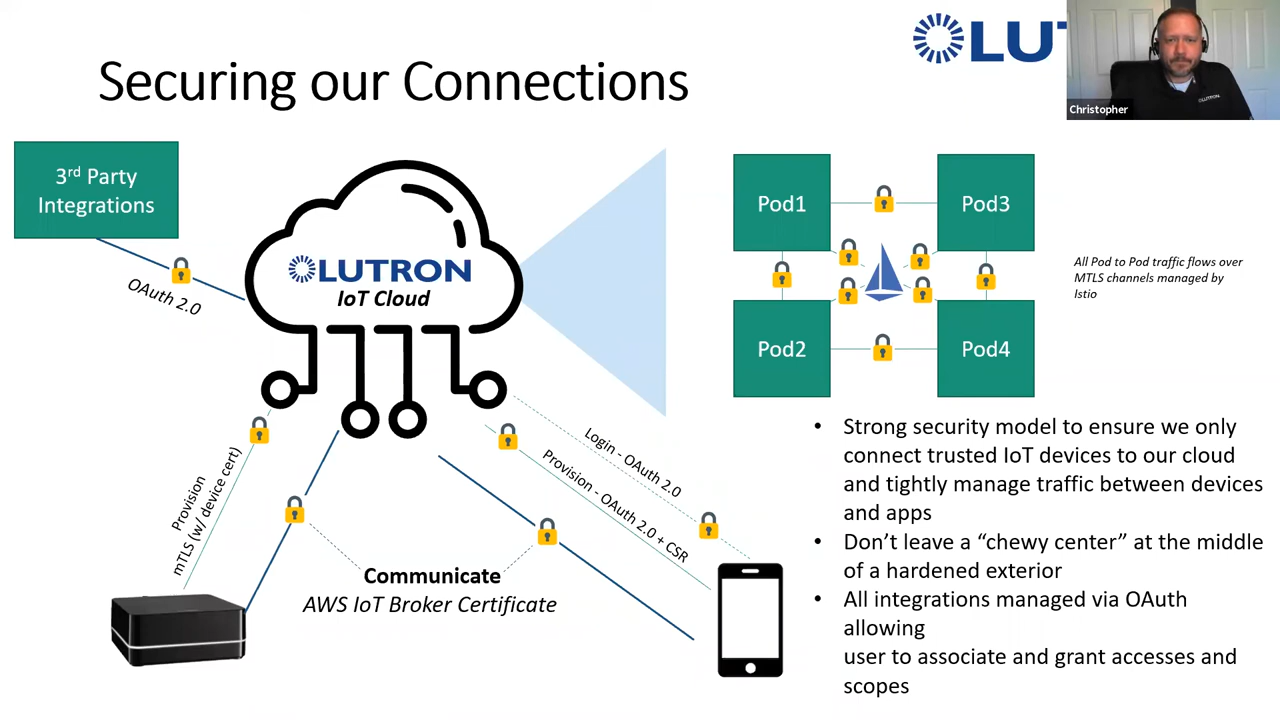 LUT
Christophe
Securing our Connections
3rd Party
Integrations
OAuth 2.0
LUTRON
IoT Cloud
Pod1
Pod3
Pod2
Pod4
All Pod to Pod traffic flows over
MTLS channels managed by
Istio
Provision
mTLS (w/ device cert)
Login - OAuth 2.0
Provision - OAuth 2.0 + CSR
Communicate
AWS IoT Broker Certificate
• Strong security model to ensure we only
connect trusted IoT devices to our cloud
and tightly manage traffic between devices
and apps
• Don’t leave a “chewy center” at the middle
of a hardened exterior
• All integrations managed via OAuth
allowing
user to associate and grant accesses and
scopes